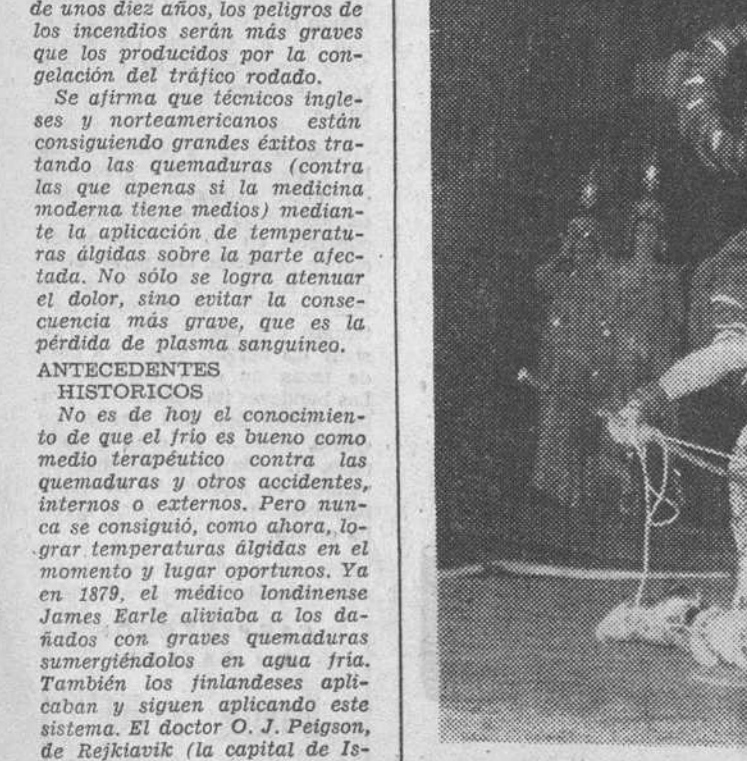 de unos diez años, los peligros de
los incendios serán más graves
que los producidos por la con-
gelación del tráfico rodado.
Se afirma que técnicos ingle-
ses y norteamericanos están
consiguiendo grandes éxitos tra-
tando las quemaduras (contra
las que apenas si la medicina
moderna tiene medios) median-
te la aplicación de temperatu-
ras álgidas sobre la parte afec-
tada. No sólo se logra atenuar
el dolor, sino evitar la conse-
cuencia más grave, que es la
pérdida de plasma sanguíneo.
ANTECEDENTES
HISTORICOS
No es de hoy el conocimien-
to de que el frío es bueno como
medio terapéutico contra las
quemaduras y otros accidentes,
internos o externos. Pero nun-
ca se consiguió, como ahora, lo-
grar temperaturas álgidas en el
momento y lugar oportunos. Ya
en 1879, el médico londinense
James Earle aliviaba a los da-
ñados con graves quemaduras
sumergiéndolos en agua fría.
También los finlandeses apli-
caban y siguen aplicando este
sistema. El doctor O. J. Peigson,
de Rejkiavik (la capital de Is-